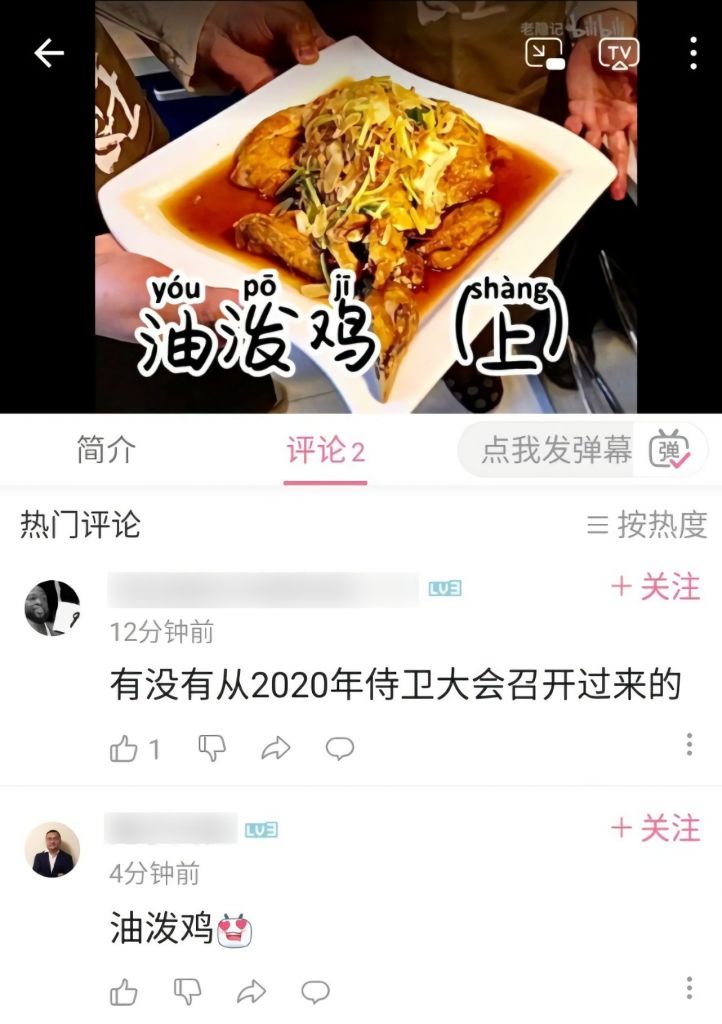 老隐记 bilibili
TV
yóu pō jī (shàng)
油泼鸡 (上)
简介
评论2
点我发弹幕
弹
热门评论
按热度
LV3
+关注
12分钟前
有没有从2020年侍卫大会召开过来的
1
LV3
+关注
4分钟前
油泼鸡